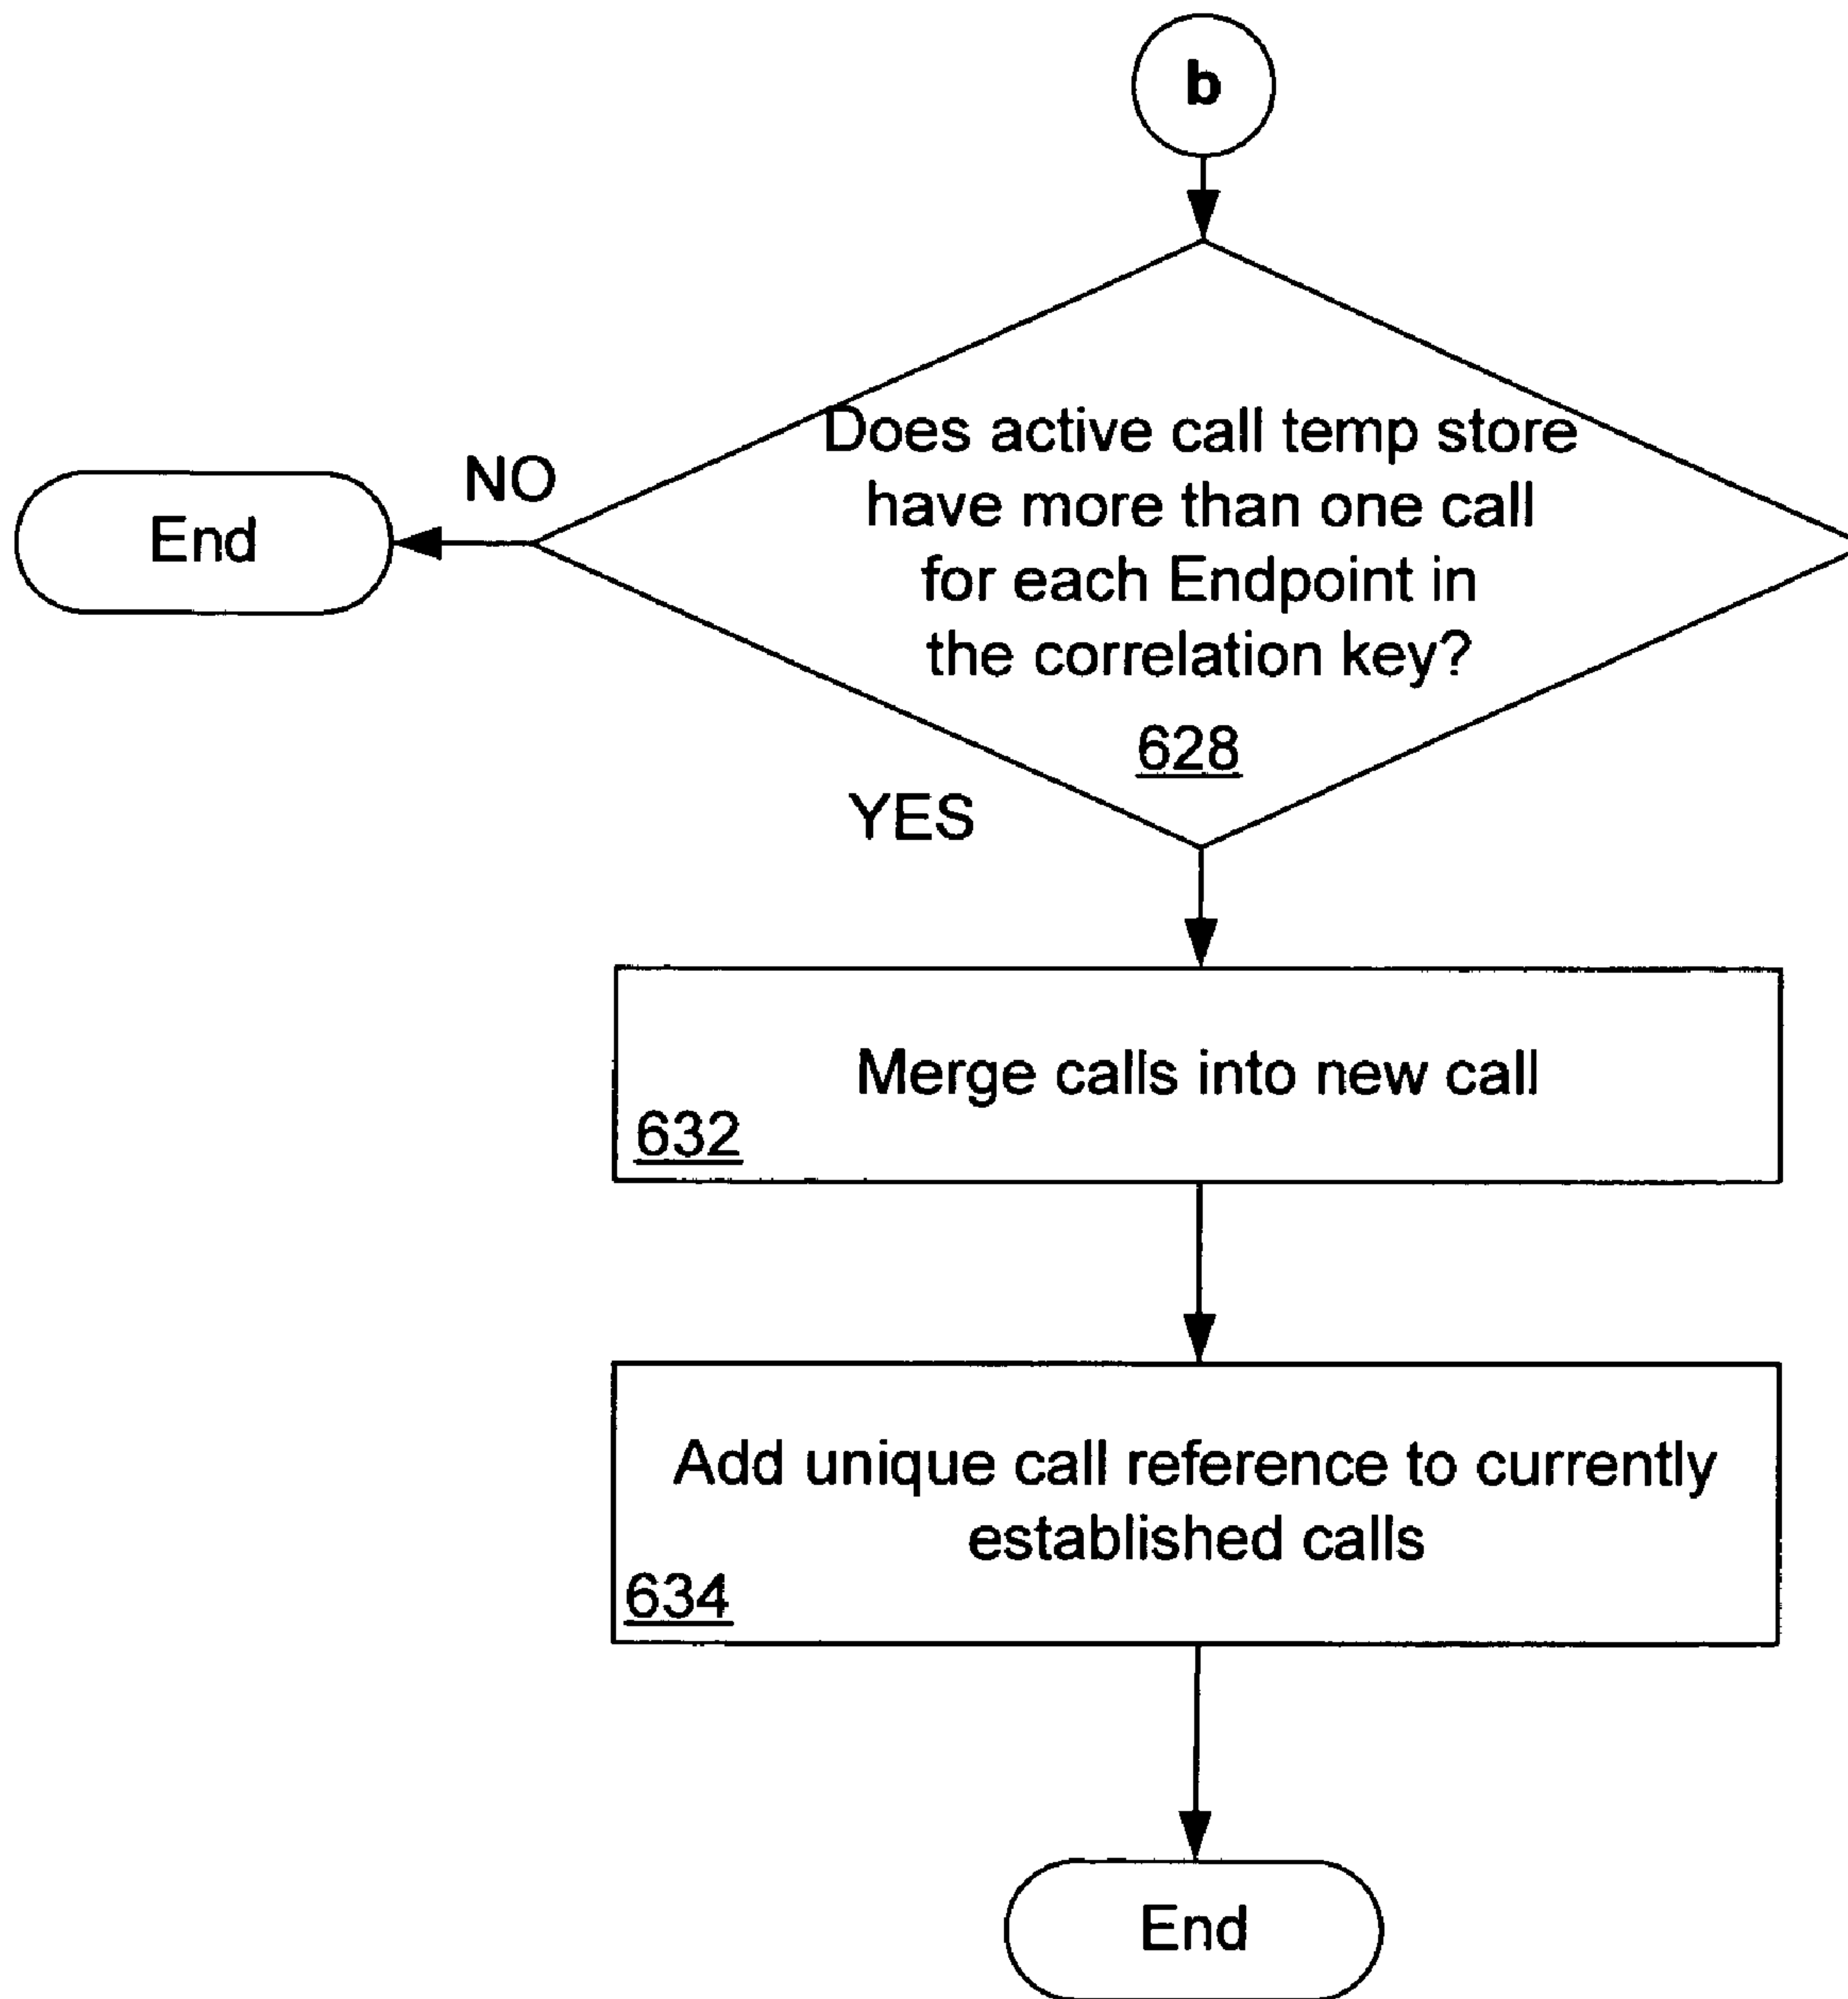 b
Does active call temp store
have more than one call
for each Endpoint in
the correlation key?
628
NO
End
YES
Merge calls into new call
632
Add unique call reference to currently
established calls
634
End